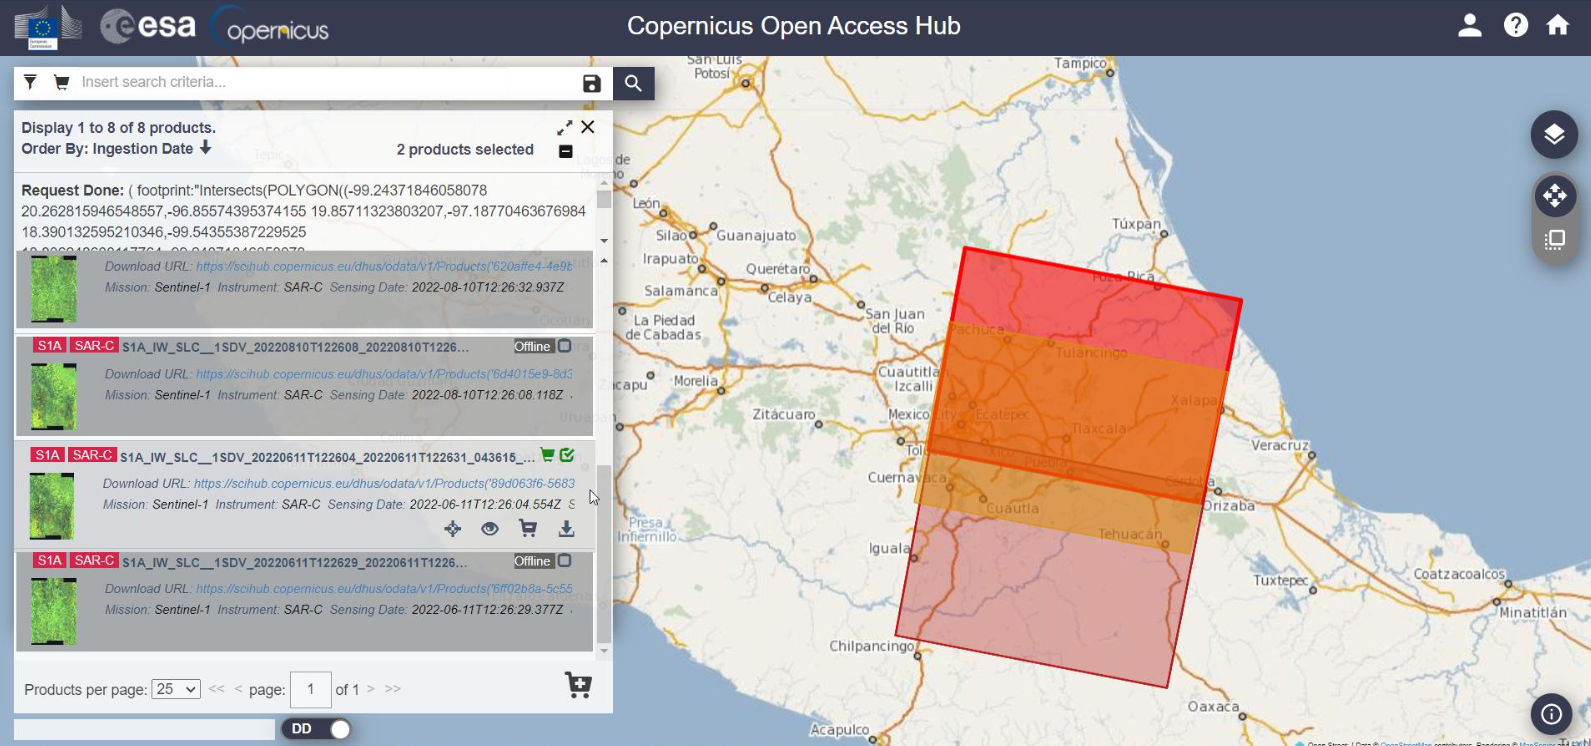 esa
opernicus
Copernicus Open Access Hub
Insert search criteria...
Display 1 to 8 of 8 products.
Order By: Ingestion Date
2 products selected
Request Done: ( footprint:"Intersects(POLYGON((-99.24371846058078
20.262815946548557,-96.85574395374155 19.85711323803207,-97.18770463676984
18.390132595210346,-99.54355387229525
Download URL: https://scihub.copernicus.eu/dhus/odata/v1/Products('620affe4-4e9b
Mission: Sentinel-1 Instrument: SAR-C Sensing Date: 2022-08-10T12:26:32.937Z
S1A SAR-C S1A_IW_SLC__1SDV_20220810T122608_20220810T1226... Offline
Download URL: https://scihub.copernicus.eu/dhus/odata/v1/Products('6d4015e9-8d3
Mission: Sentinel-1 Instrument: SAR-C Sensing Date: 2022-08-10T12:26:08.118Z
S1A SAR-C S1A_IW_SLC__1SDV_20220611T122604_20220611T122631_043615_...
Download URL: https://scihub.copernicus.eu/dhus/odata/v1/Products('89d063f6-5683
Mission: Sentinel-1 Instrument: SAR-C Sensing Date: 2022-06-11T12:26:04.554Z S
S1A SAR-C S1A_IW_SLC__1SDV_20220611T122629_20220611T1226... Offline
Download URL: https://scihub.copernicus.eu/dhus/odata/v1/Products('6ff02b8a-5c55
Mission: Sentinel-1 Instrument: SAR-C Sensing Date: 2022-06-11T12:26:29.377Z
Products per page: 25 << < page: 1 of 1 > >>
DD
San Luis
Potosí
Tampico
León
Silao
Guanajuato
Túxpan
Irapuato
Querétaro
Poza Rica
Salamanca
Celaya
La Piedad
de Cabadas
San Juan
del Río
Pachuca
Tulancingo
Zacapu
Morelia
Cuautitla
Izcalli
Xalapa
Zitácuaro
Mexico City
Ecatepec
Tlaxcala
Veracruz
Puebla
Cuernavaca
Cordoba
Orizaba
Cuautla
Tehuacán
Presa
Infiernillo
Iguala
Tuxtepec
Coatzacoalcos
Minatitlán
Chilpancingo
Oaxaca
Acapulco